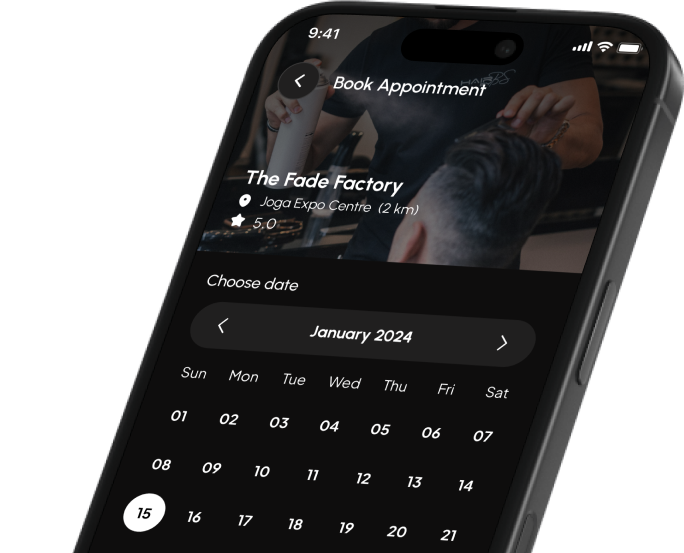 9:41
Book Appointment
The Fade Factory
Joga Expo Centre (2 km)
5.0
Choose date
January 2024
Sun Mon Tue Wed Thu Fri Sat
01 02 03 04 05 06 07
08 09 10 11 12 13 14
15 16 17 18 19 20 21